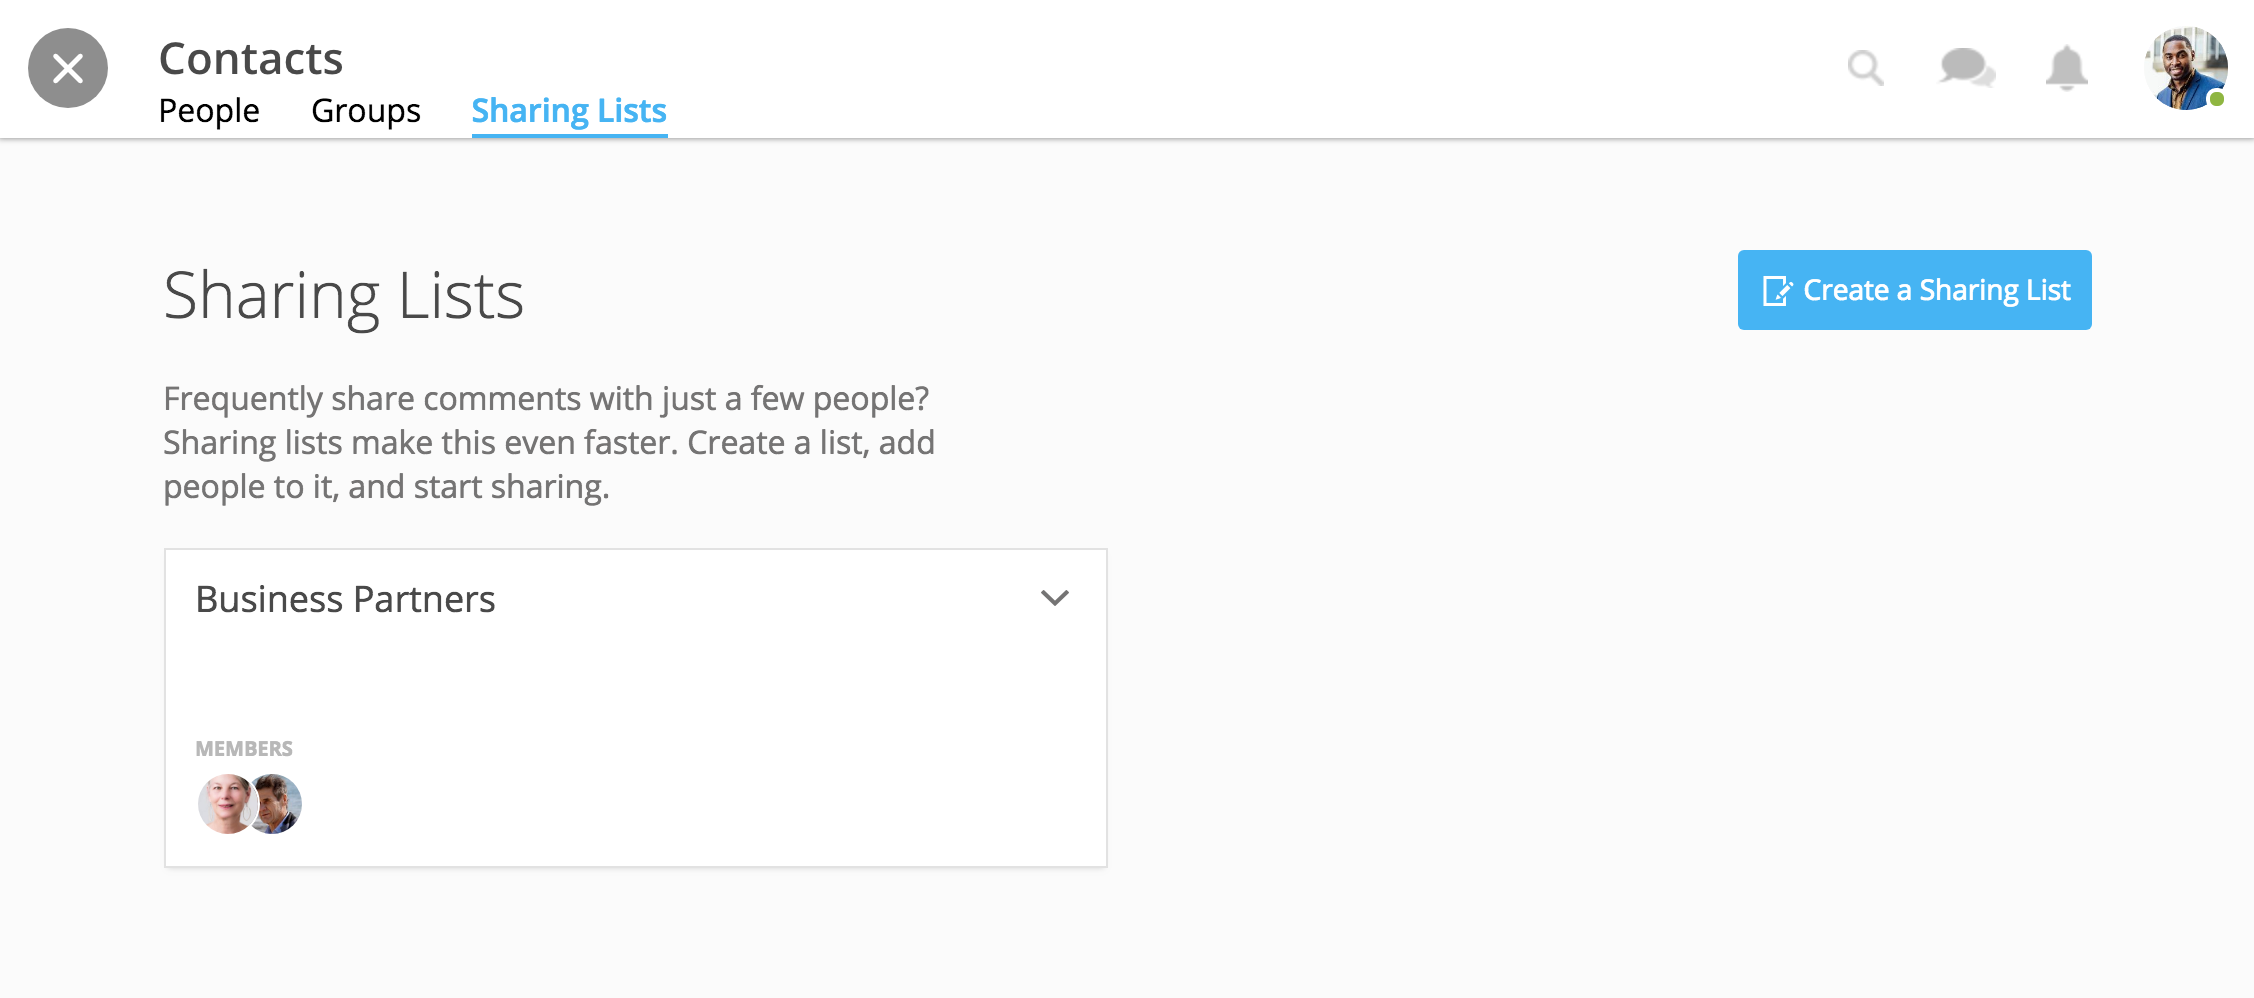 Contacts
People Groups Sharing Lists
Sharing Lists
Create a Sharing List
Frequently share comments with just a few people?
Sharing lists make this even faster. Create a list, add
people to it, and start sharing.
Business Partners
MEMBERS